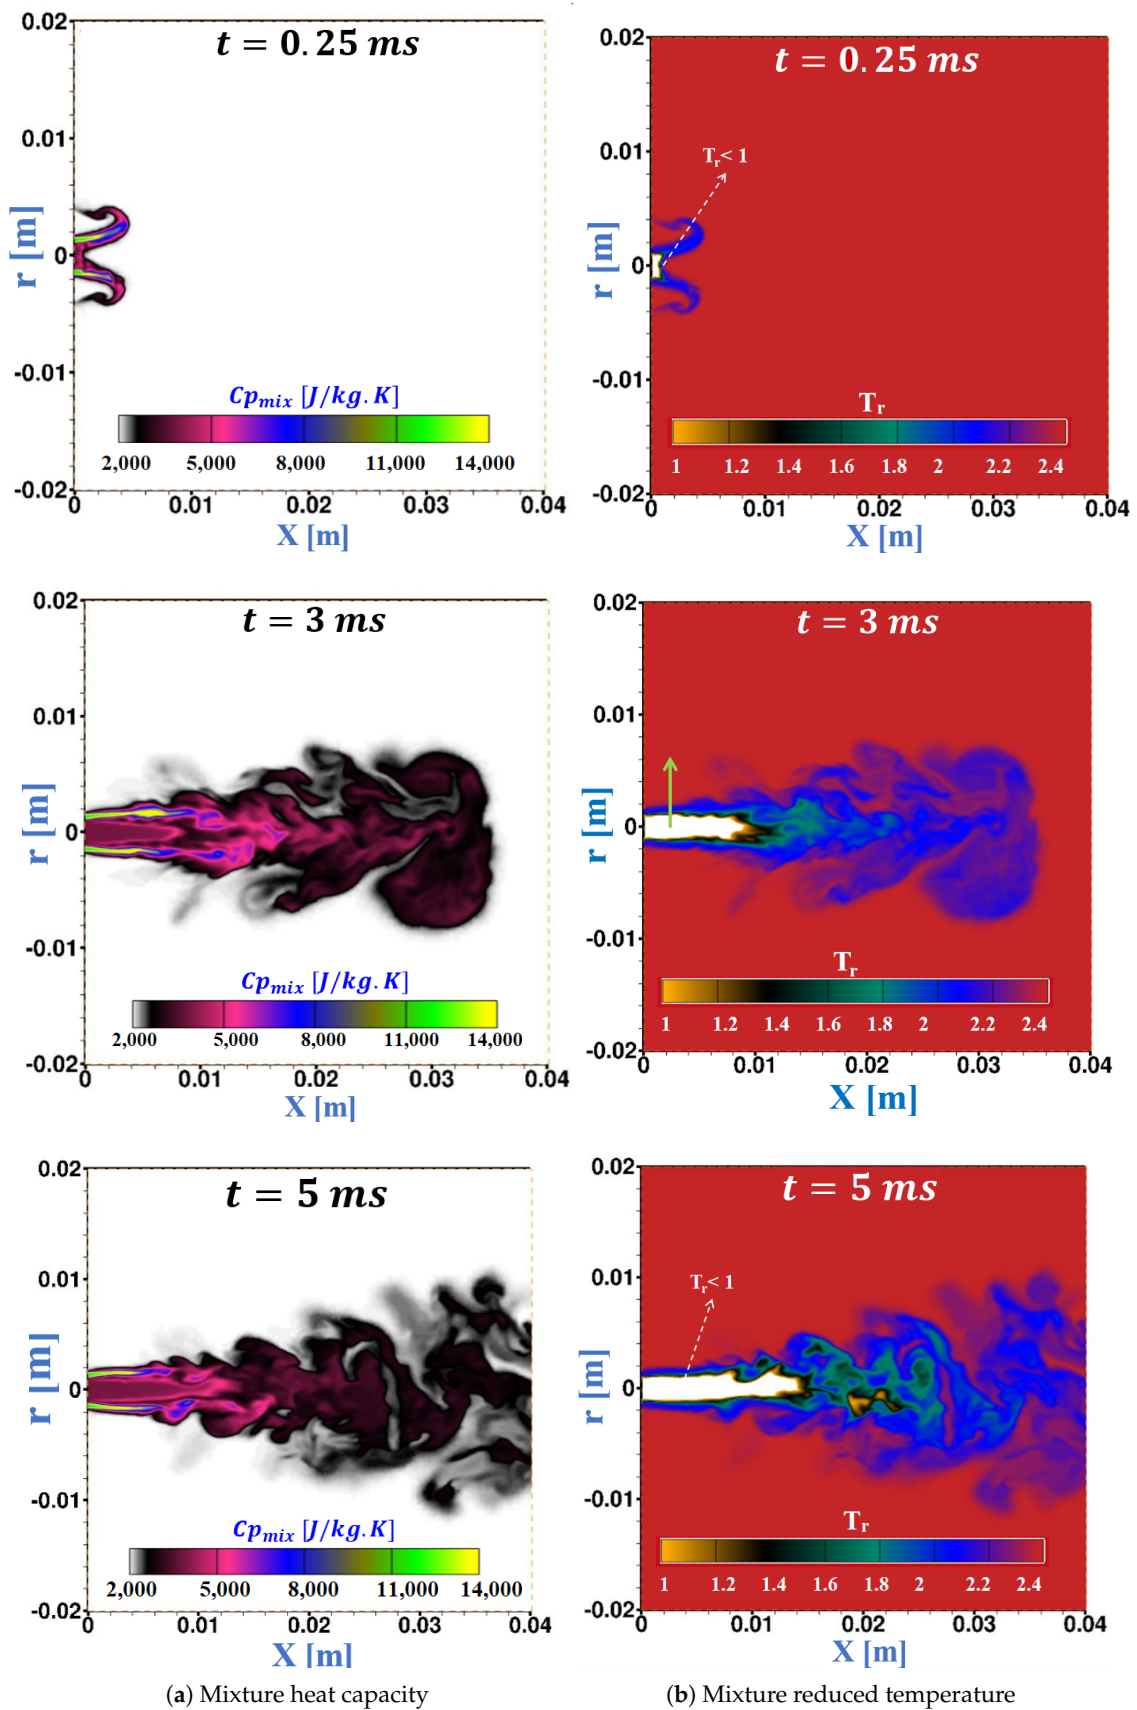 t = 0.25 ms
0.02
0.01
0
-0.01
-0.02
r [m]
Cp_mix [J/kg.K]
2,000 5,000 8,000 11,000 14,000
0 0.01 0.02 0.03 0.04
X [m]
t = 0.25 ms
0.02
0.01
0
-0.01
-0.02
r [m]
T_r < 1
T_r
1 1.2 1.4 1.6 1.8 2 2.2 2.4
0 0.01 0.02 0.03 0.04
X [m]
t = 3 ms
0.02
0.01
0
-0.01
-0.02
r [m]
Cp_mix [J/kg.K]
2,000 5,000 8,000 11,000 14,000
0 0.01 0.02 0.03 0.04
X [m]
t = 3 ms
0.02
0.01
0
-0.01
-0.02
r [m]
T_r
1 1.2 1.4 1.6 1.8 2 2.2 2.4
0 0.01 0.02 0.03 0.04
X [m]
t = 5 ms
0.02
0.01
0
-0.01
-0.02
r [m]
Cp_mix [J/kg.K]
2,000 5,000 8,000 11,000 14,000
0 0.01 0.02 0.03 0.04
X [m]
t = 5 ms
0.02
0.01
0
-0.01
-0.02
r [m]
T_r < 1
T_r
1 1.2 1.4 1.6 1.8 2 2.2 2.4
0 0.01 0.02 0.03 0.04
X [m]
(a) Mixture heat capacity
(b) Mixture reduced temperature